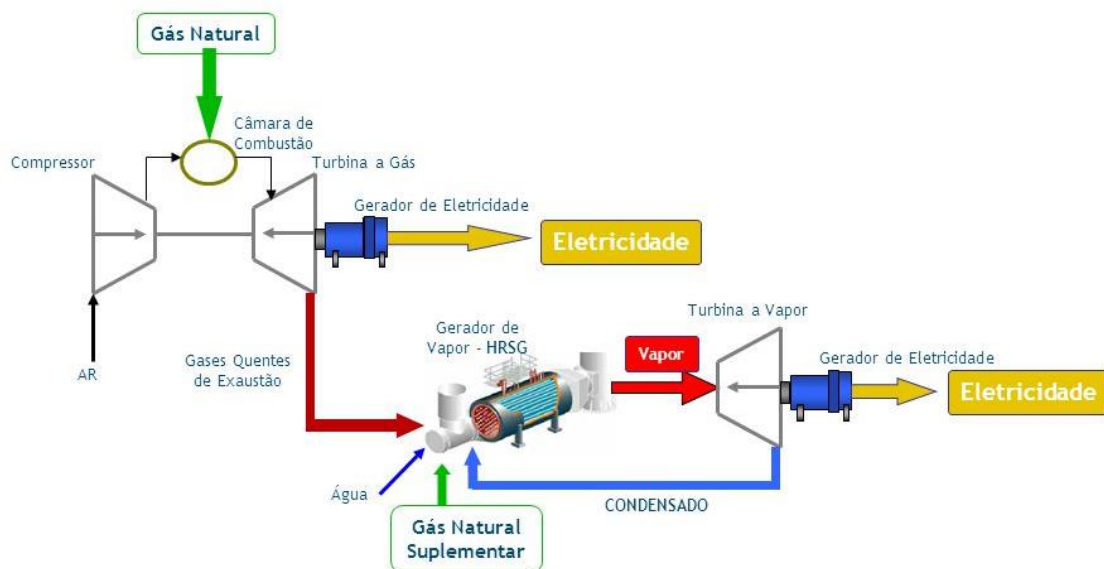 Gás Natural
Câmara de
Combustão
Compressor
Turbina a Gás
Gerador de Eletricidade
Eletricidade
AR
Gases Quentes
de Exaustão
Gerador de
Vapor - HRSG
Vapor
Turbina a Vapor
Gerador de Eletricidade
Eletricidade
Água
CONDENSADO
Gás Natural
Suplementar